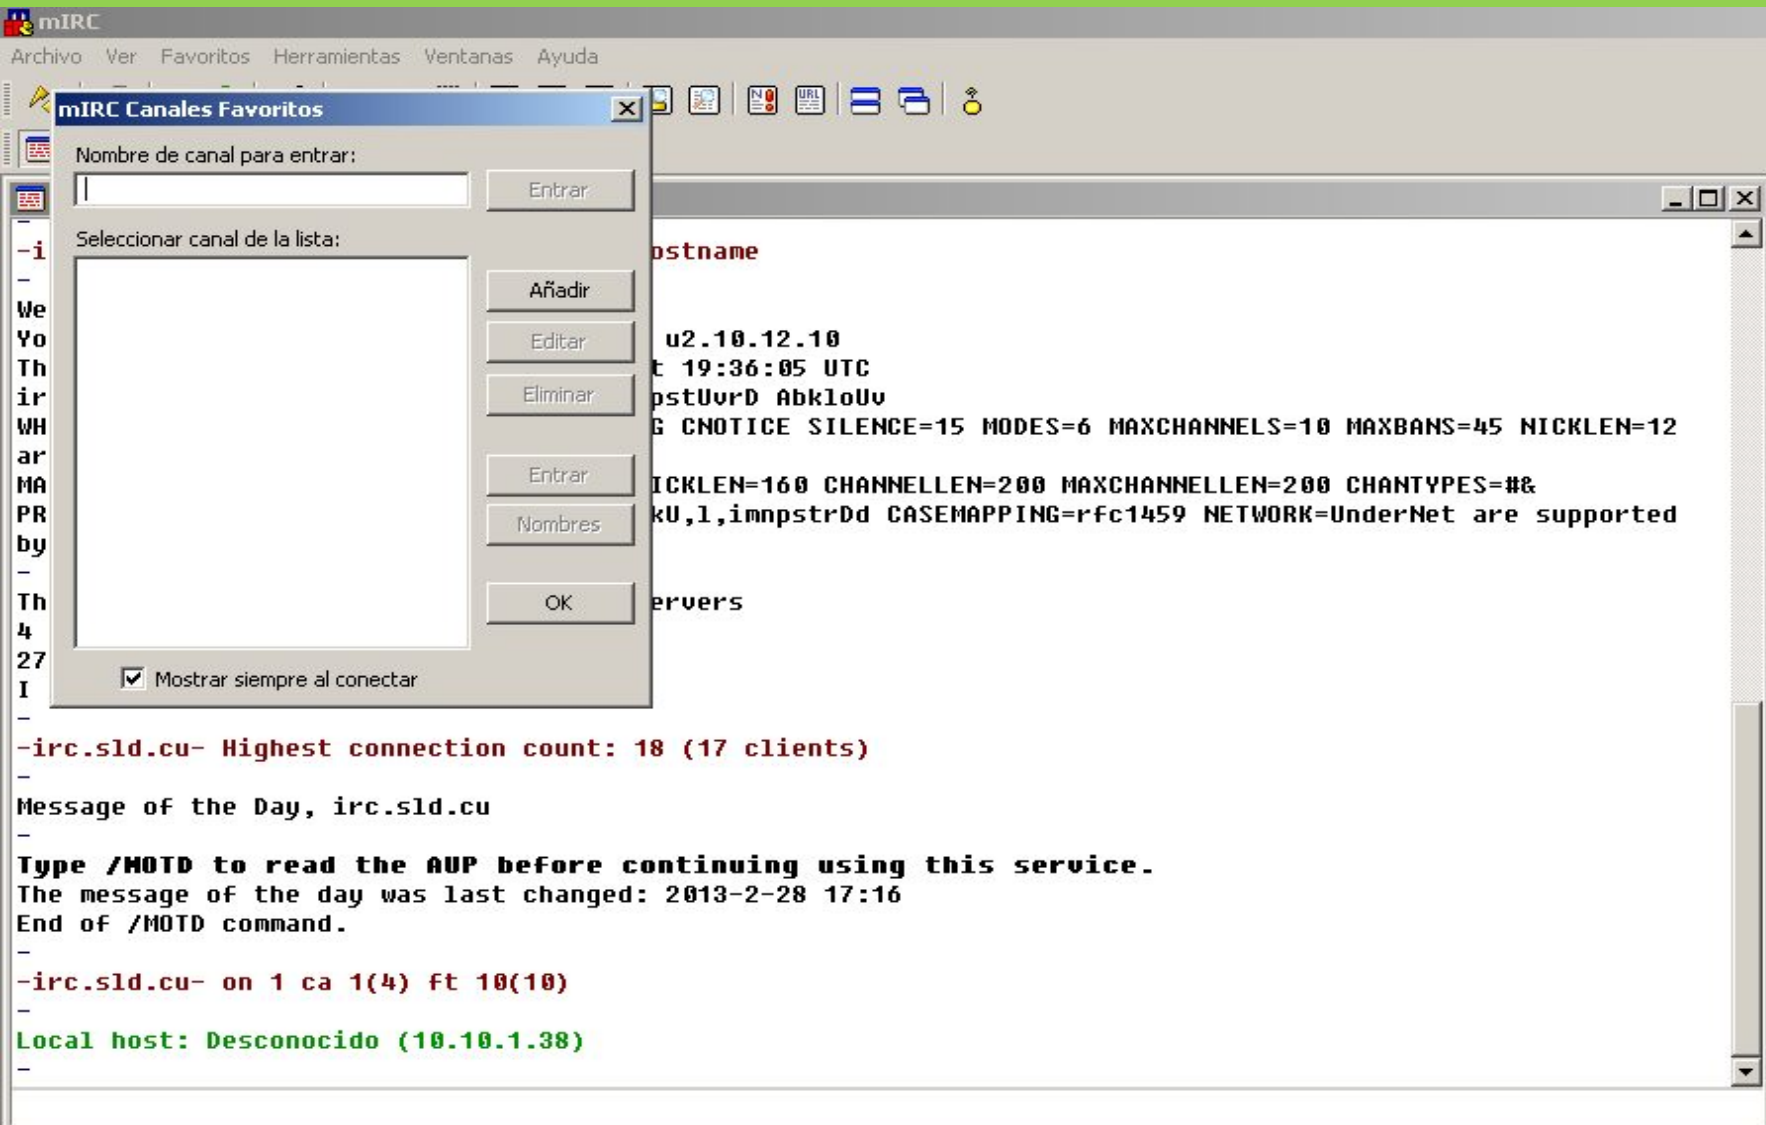 mIRC
Archivo Ver Favoritos Herramientas Ventanas Ayuda
mIRC Canales Favoritos
Nombre de canal para entrar:
Entrar
Seleccionar canal de la lista:
Añadir
Editar
Eliminar
Entrar
Nombres
OK
Mostrar siempre al conectar
-i
We
Yo u2.10.12.10
Th t 19:36:05 UTC
ir AbkloUv
WH CNOTICE SILENCE=15 MODES=6 MAXCHANNELS=10 MAXBANS=45 NICKLEN=12
ar
MA ICKLEN=160 CHANNELLEN=200 MAXCHANNELLEN=200 CHANTYPES=#&
PR kU,l,imnpstrDd CASEMAPPING=rfc1459 NETWORK=UnderNet are supported
by
Th ervers
4
27
I
-irc.sld.cu- Highest connection count: 18 (17 clients)
-
Message of the Day, irc.sld.cu
-
Type /MOTD to read the AUP before continuing using this service.
The message of the day was last changed: 2013-2-28 17:16
End of /MOTD command.
-
-irc.sld.cu- on 1 ca 1(4) ft 10(10)
-
Local host: Desconocido (10.10.1.38)
-